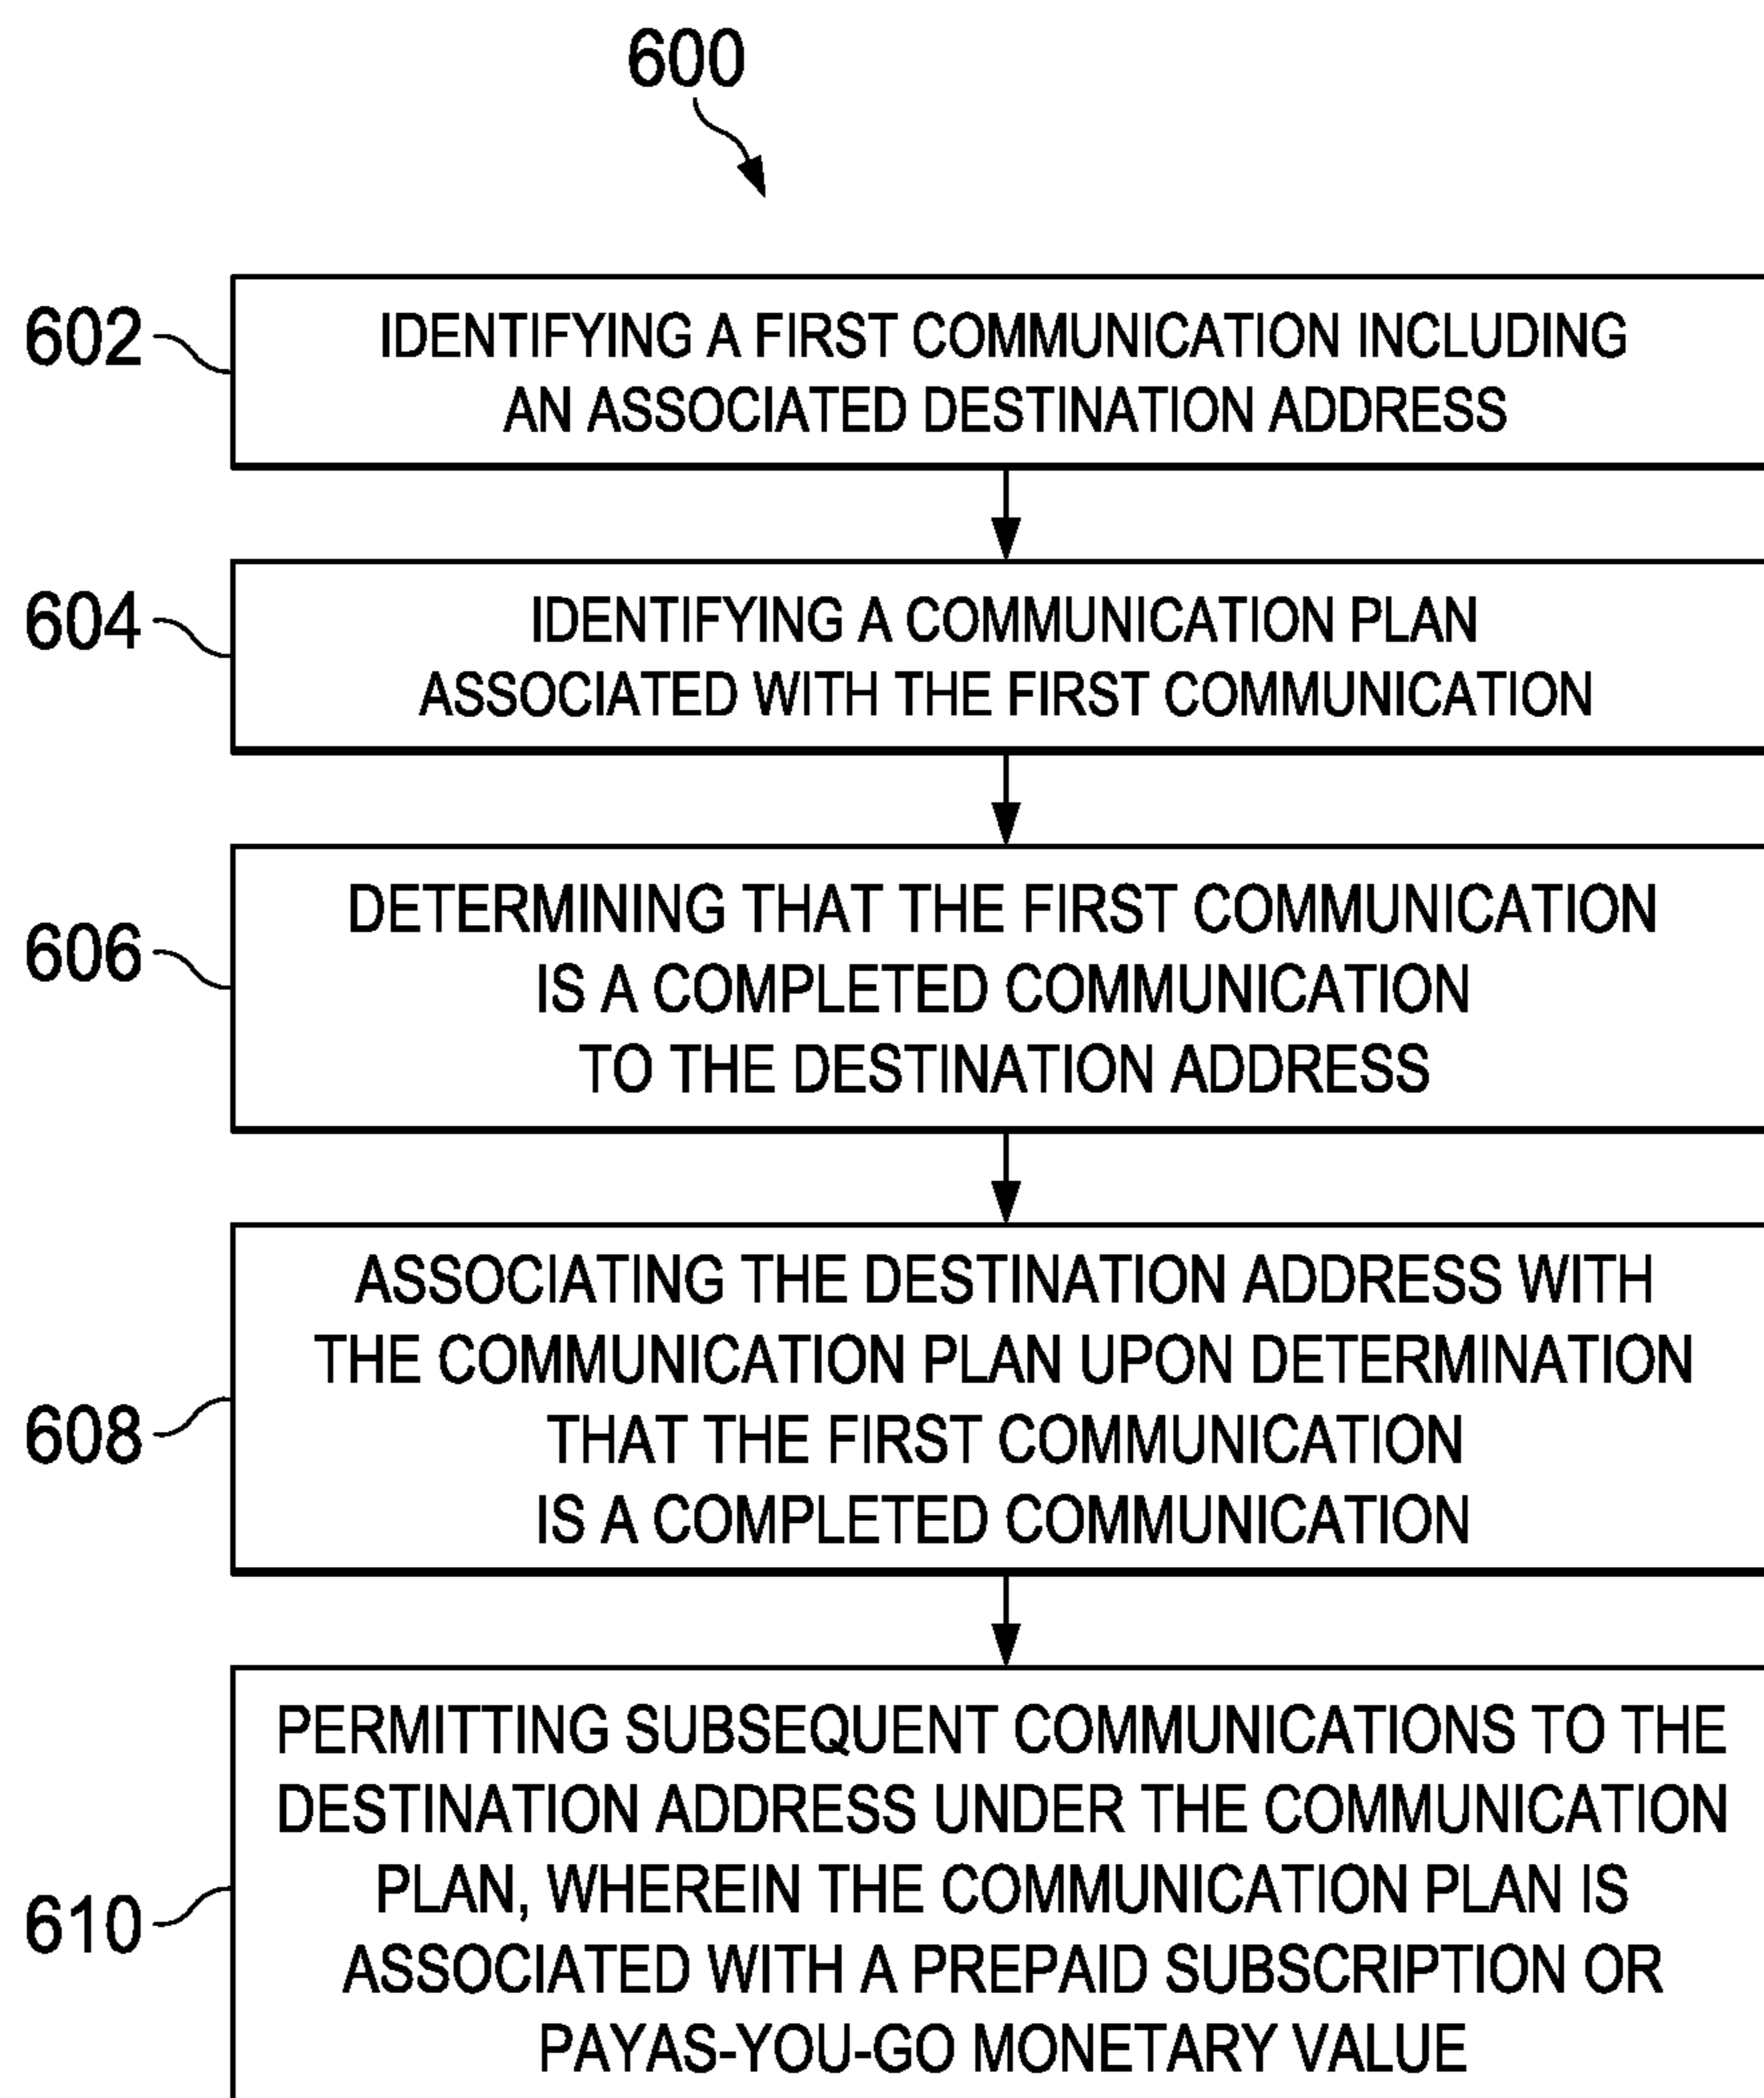 600
602
IDENTIFYING A FIRST COMMUNICATION INCLUDING
AN ASSOCIATED DESTINATION ADDRESS
604
IDENTIFYING A COMMUNICATION PLAN
ASSOCIATED WITH THE FIRST COMMUNICATION
606
DETERMINING THAT THE FIRST COMMUNICATION
IS A COMPLETED COMMUNICATION
TO THE DESTINATION ADDRESS
608
ASSOCIATING THE DESTINATION ADDRESS WITH
THE COMMUNICATION PLAN UPON DETERMINATION
THAT THE FIRST COMMUNICATION
IS A COMPLETED COMMUNICATION
610
PERMITTING SUBSEQUENT COMMUNICATIONS TO THE
DESTINATION ADDRESS UNDER THE COMMUNICATION
PLAN, WHEREIN THE COMMUNICATION PLAN IS
ASSOCIATED WITH A PREPAID SUBSCRIPTION OR
PAYAS-YOU-GO MONETARY VALUE